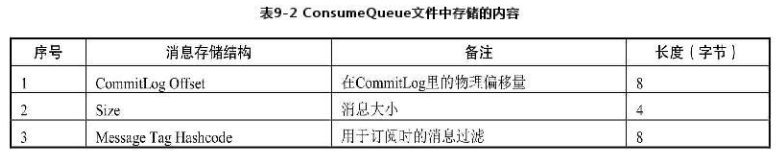 表9-2 ConsumeQueue文件中存储的内容
序号 消息存储结构 备注 长度（字节）
1 CommitLog Offset 在CommitLog里的物理偏移量 8
2 Size 消息大小 4
3 Message Tag Hashcode 用于订阅时的消息过滤 8